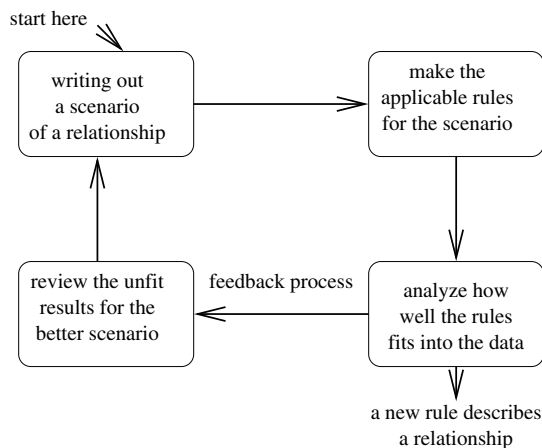 start here
writing out
a scenario
of a relationship
make the
applicable rules
for the scenario
review the unfit
results for the
better scenario
feedback process
analyze how
well the rules
fits into the data
a new rule describes
a relationship